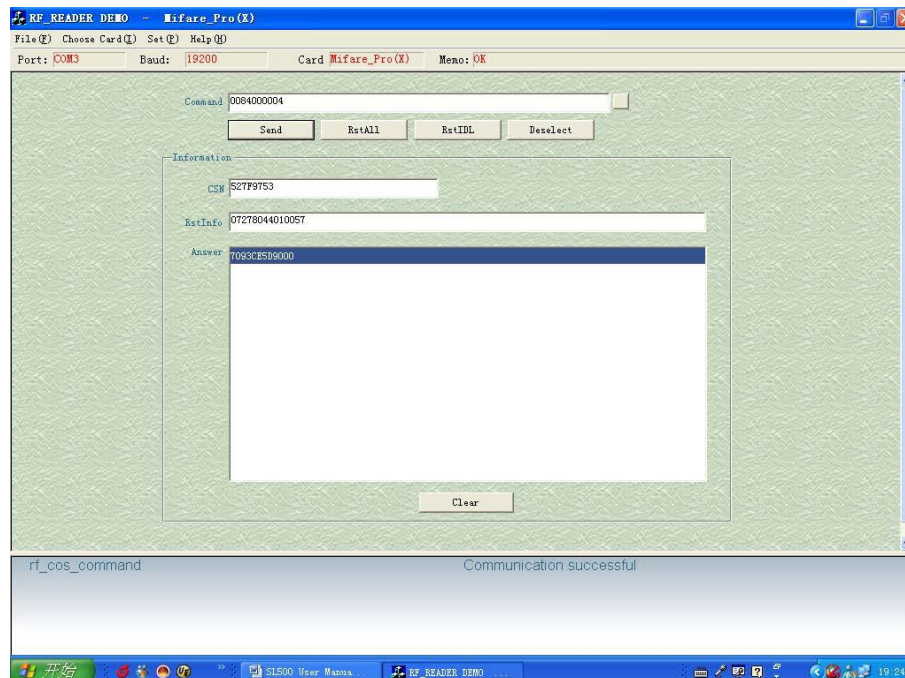 RF_READER DEMO - Mifare_Pro(X)
File(F) Choose Card(I) Set(P) Help(H)
Port: COM3 Baud: 19200 Card Mifare_Pro(X) Memo: OK
Command 0084000004
Send RstAll RstIDL Deselect
Information
CSN 527F9753
RstInfo 07278044010057
Answer 7093CE5D9000
Clear
rf_cos_command Communication successful
开始 SL500 User Manua... RF_READER DEMO ... 19:24